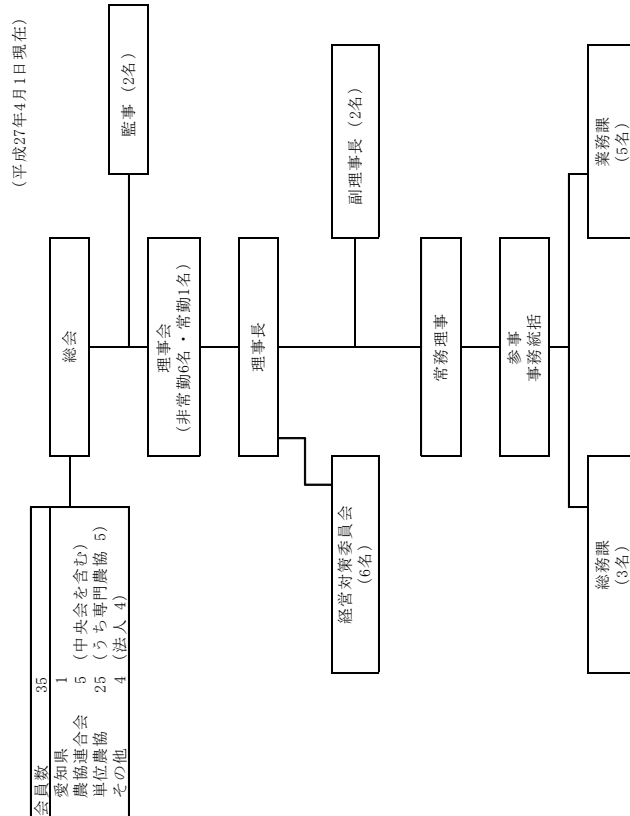 (平成27年4月1日現在)
会員数 35
愛知県 1
農協連合会 5 (中央会を含む)
単位農協 25 (うち専門農協 5)
その他 4 (法人 4)
総会
監事 (2名)
理事会
(非常勤6名・常勤1名)
理事長
経営対策委員会
(6名)
副理事長 (2名)
常務理事
参事
事務統括
総務課
(3名)
業務課
(5名)